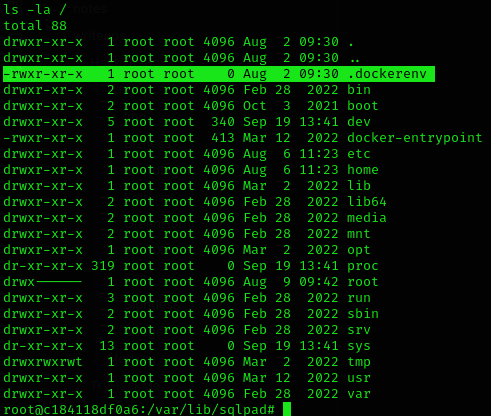 ls -la /
total 88
drwxr-xr-x   1 root root 4096 Aug  2 09:30 .
drwxr-xr-x   1 root root 4096 Aug  2 09:30 ..
-rwxr-xr-x   1 root root    0 Aug  2 09:30 .dockerenv
drwxr-xr-x   2 root root 4096 Feb 28  2022 bin
drwxr-xr-x   2 root root 4096 Oct  3  2021 boot
drwxr-xr-x   5 root root  340 Sep 19 13:41 dev
-rwxr-xr-x   1 root root  413 Mar 12  2022 docker-entrypoint
drwxr-xr-x   1 root root 4096 Aug  6 11:23 etc
drwxr-xr-x   1 root root 4096 Aug  6 11:23 home
drwxr-xr-x   1 root root 4096 Mar  2  2022 lib
drwxr-xr-x   2 root root 4096 Feb 28  2022 lib64
drwxr-xr-x   2 root root 4096 Feb 28  2022 media
drwxr-xr-x   2 root root 4096 Feb 28  2022 mnt
drwxr-xr-x   1 root root 4096 Mar  2  2022 opt
dr-xr-xr-x 319 root root    0 Sep 19 13:41 proc
drwx------   1 root root 4096 Aug  9 09:42 root
drwxr-xr-x   3 root root 4096 Feb 28  2022 run
drwxr-xr-x   2 root root 4096 Feb 28  2022 sbin
drwxr-xr-x   2 root root 4096 Feb 28  2022 srv
dr-xr-xr-x  13 root root    0 Sep 19 13:41 sys
drwxrwxrwt   1 root root 4096 Mar  2  2022 tmp
drwxr-xr-x   1 root root 4096 Mar 12  2022 usr
drwxr-xr-x   1 root root 4096 Feb 28  2022 var
root@c184118df0a6:/var/lib/sqlpad#